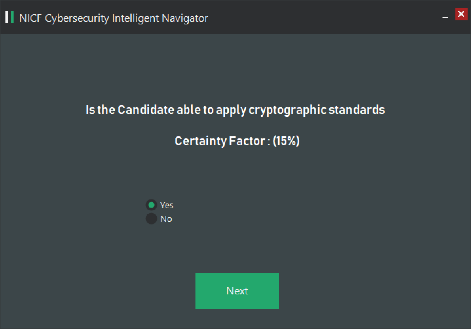 NICF Cybersecurity Intelligent Navigator
Is the Candidate able to apply cryptographic standards
Certainty Factor : (15%)
Yes
No
Next